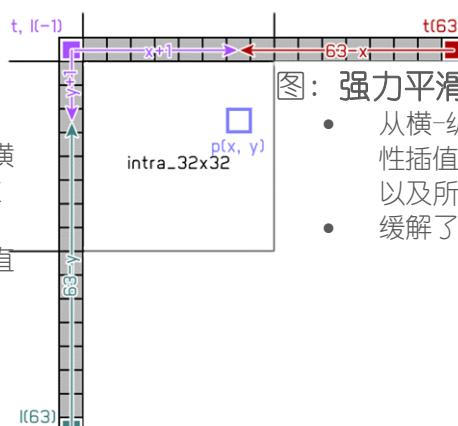 t, l(-1)
t(63
x+1
63-x
y+1
图: 强力平滑
p(x, y)
intra_32x32
• 从横-纵
横
性插值
以及所
• 缓解了
直
63-y
l(63)